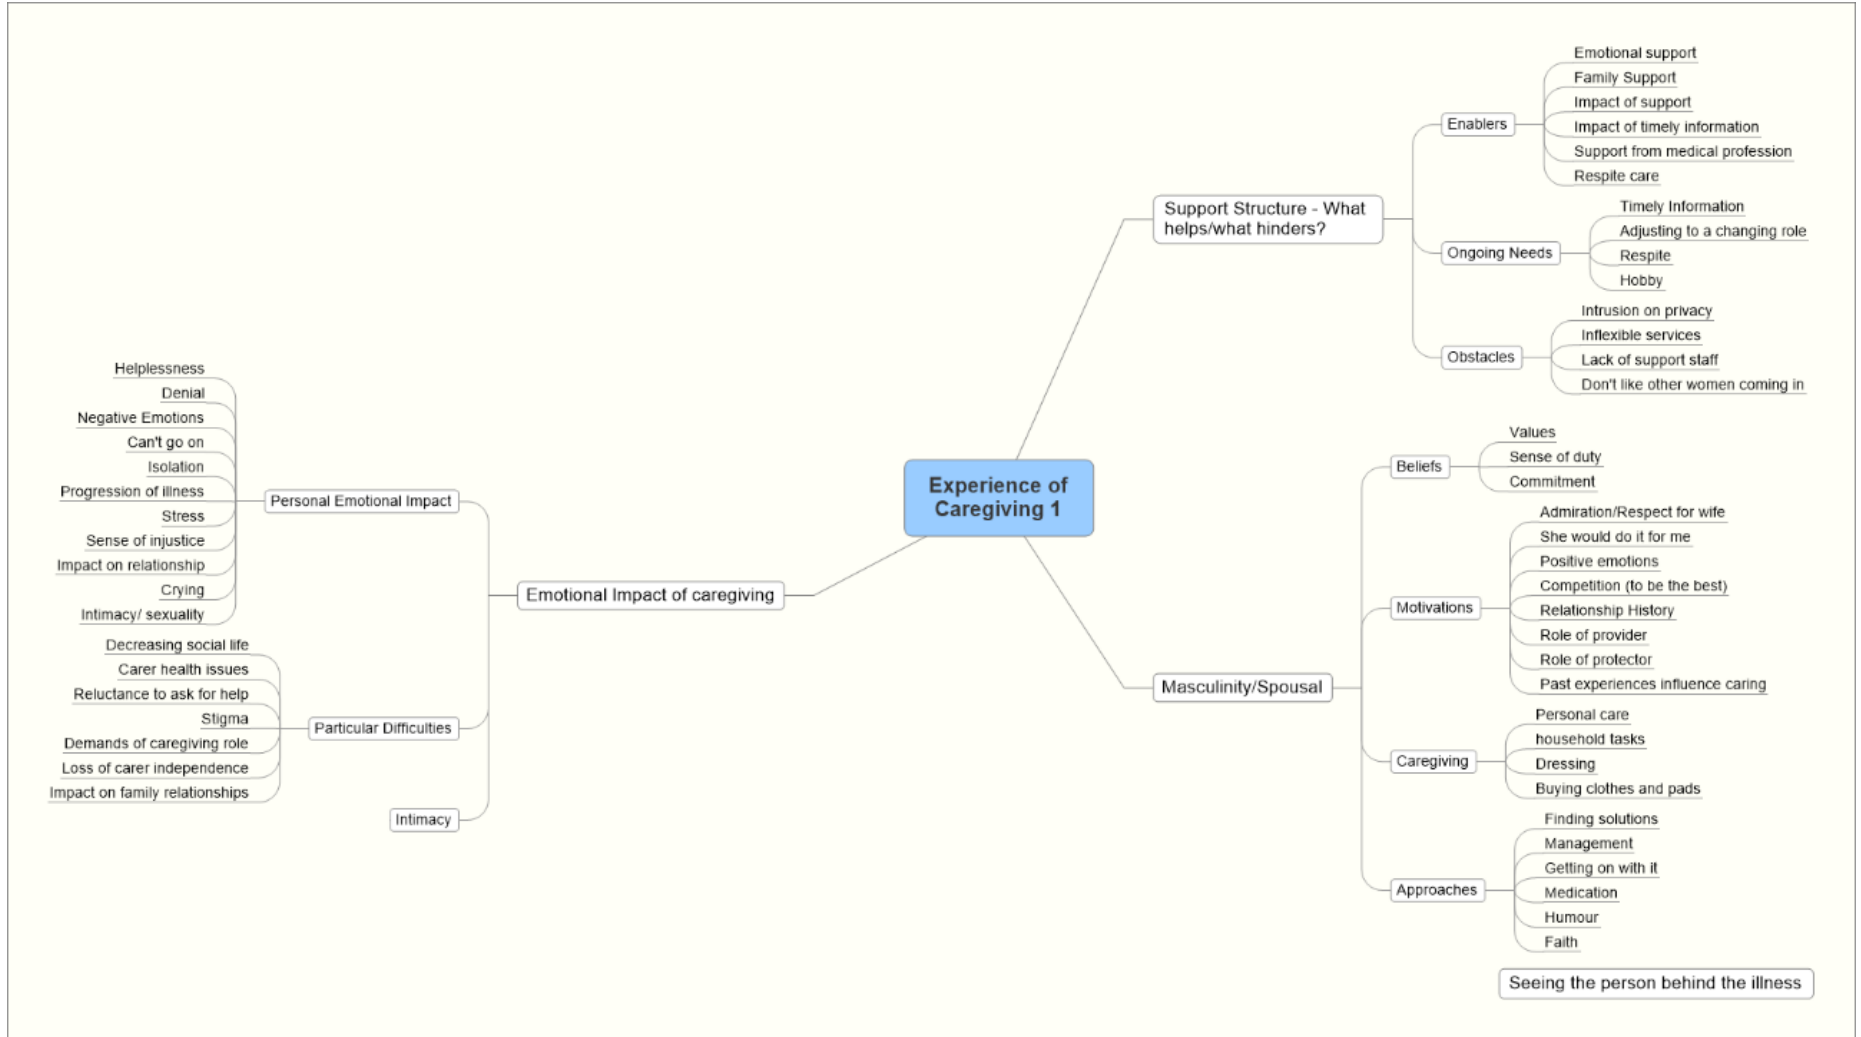 Experience of
Caregiving 1
Support Structure - What
helps/what hinders?
Enablers
Emotional support
Family Support
Impact of support
Impact of timely information
Support from medical profession
Respite care
Ongoing Needs
Timely Information
Adjusting to a changing role
Respite
Hobby
Obstacles
Intrusion on privacy
Inflexible services
Lack of support staff
Don't like other women coming in
Masculinity/Spousal
Beliefs
Values
Sense of duty
Commitment
Motivations
Admiration/Respect for wife
She would do it for me
Positive emotions
Competition (to be the best)
Relationship History
Role of provider
Role of protector
Past experiences influence caring
Caregiving
Personal care
household tasks
Dressing
Buying clothes and pads
Approaches
Finding solutions
Management
Getting on with it
Medication
Humour
Faith
Seeing the person behind the illness
Emotional Impact of caregiving
Personal Emotional Impact
Helplessness
Denial
Negative Emotions
Can't go on
Isolation
Progression of illness
Stress
Sense of injustice
Impact on relationship
Crying
Intimacy/ sexuality
Particular Difficulties
Decreasing social life
Carer health issues
Reluctance to ask for help
Stigma
Demands of caregiving role
Loss of carer independence
Impact on family relationships
Intimacy